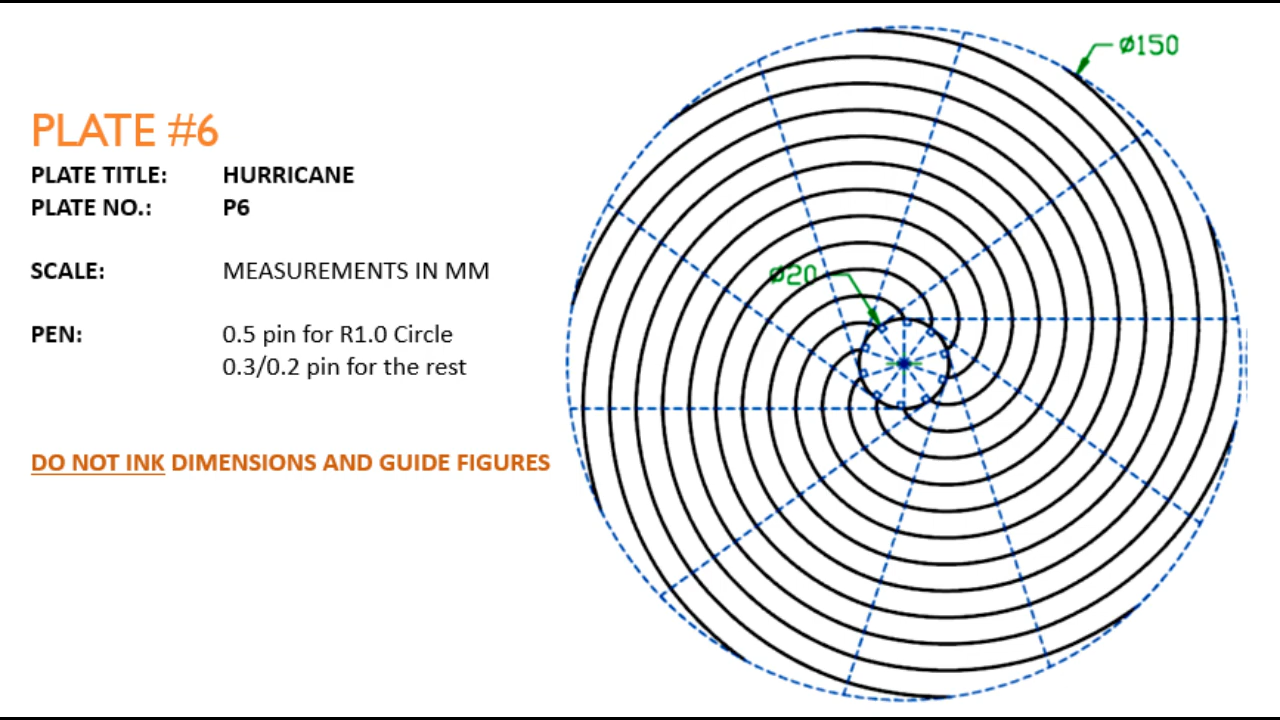 PLATE #6
PLATE TITLE: HURRICANE
PLATE NO.: P6
SCALE: MEASUREMENTS IN MM
PEN: 0.5 pin for R1.0 Circle
0.3/0.2 pin for the rest
DO NOT INK DIMENSIONS AND GUIDE FIGURES
Ø150
Ø20